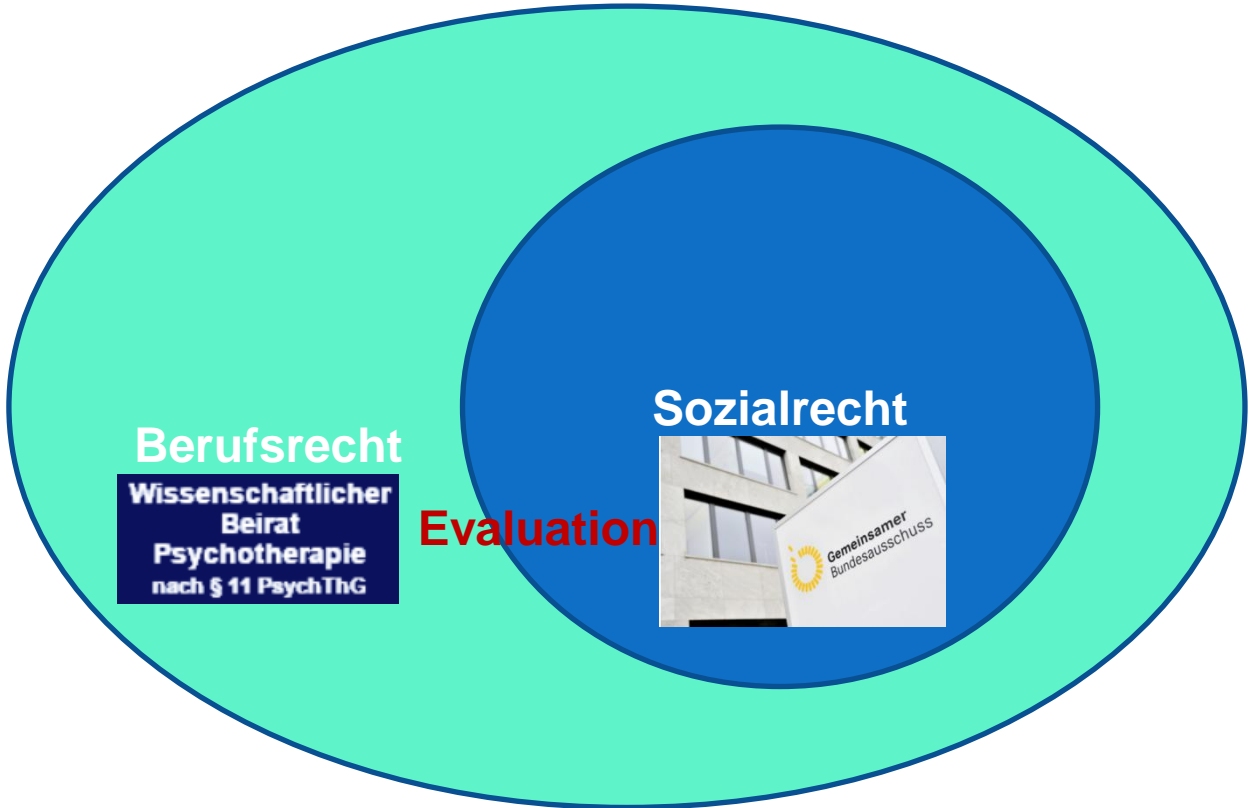 Sozialrecht
Berufsrecht
Wissenschaftlicher
Beirat
Psychotherapie
nach § 11 PsychThG
Evaluation
Gemeinsamer
Bundesausschuss